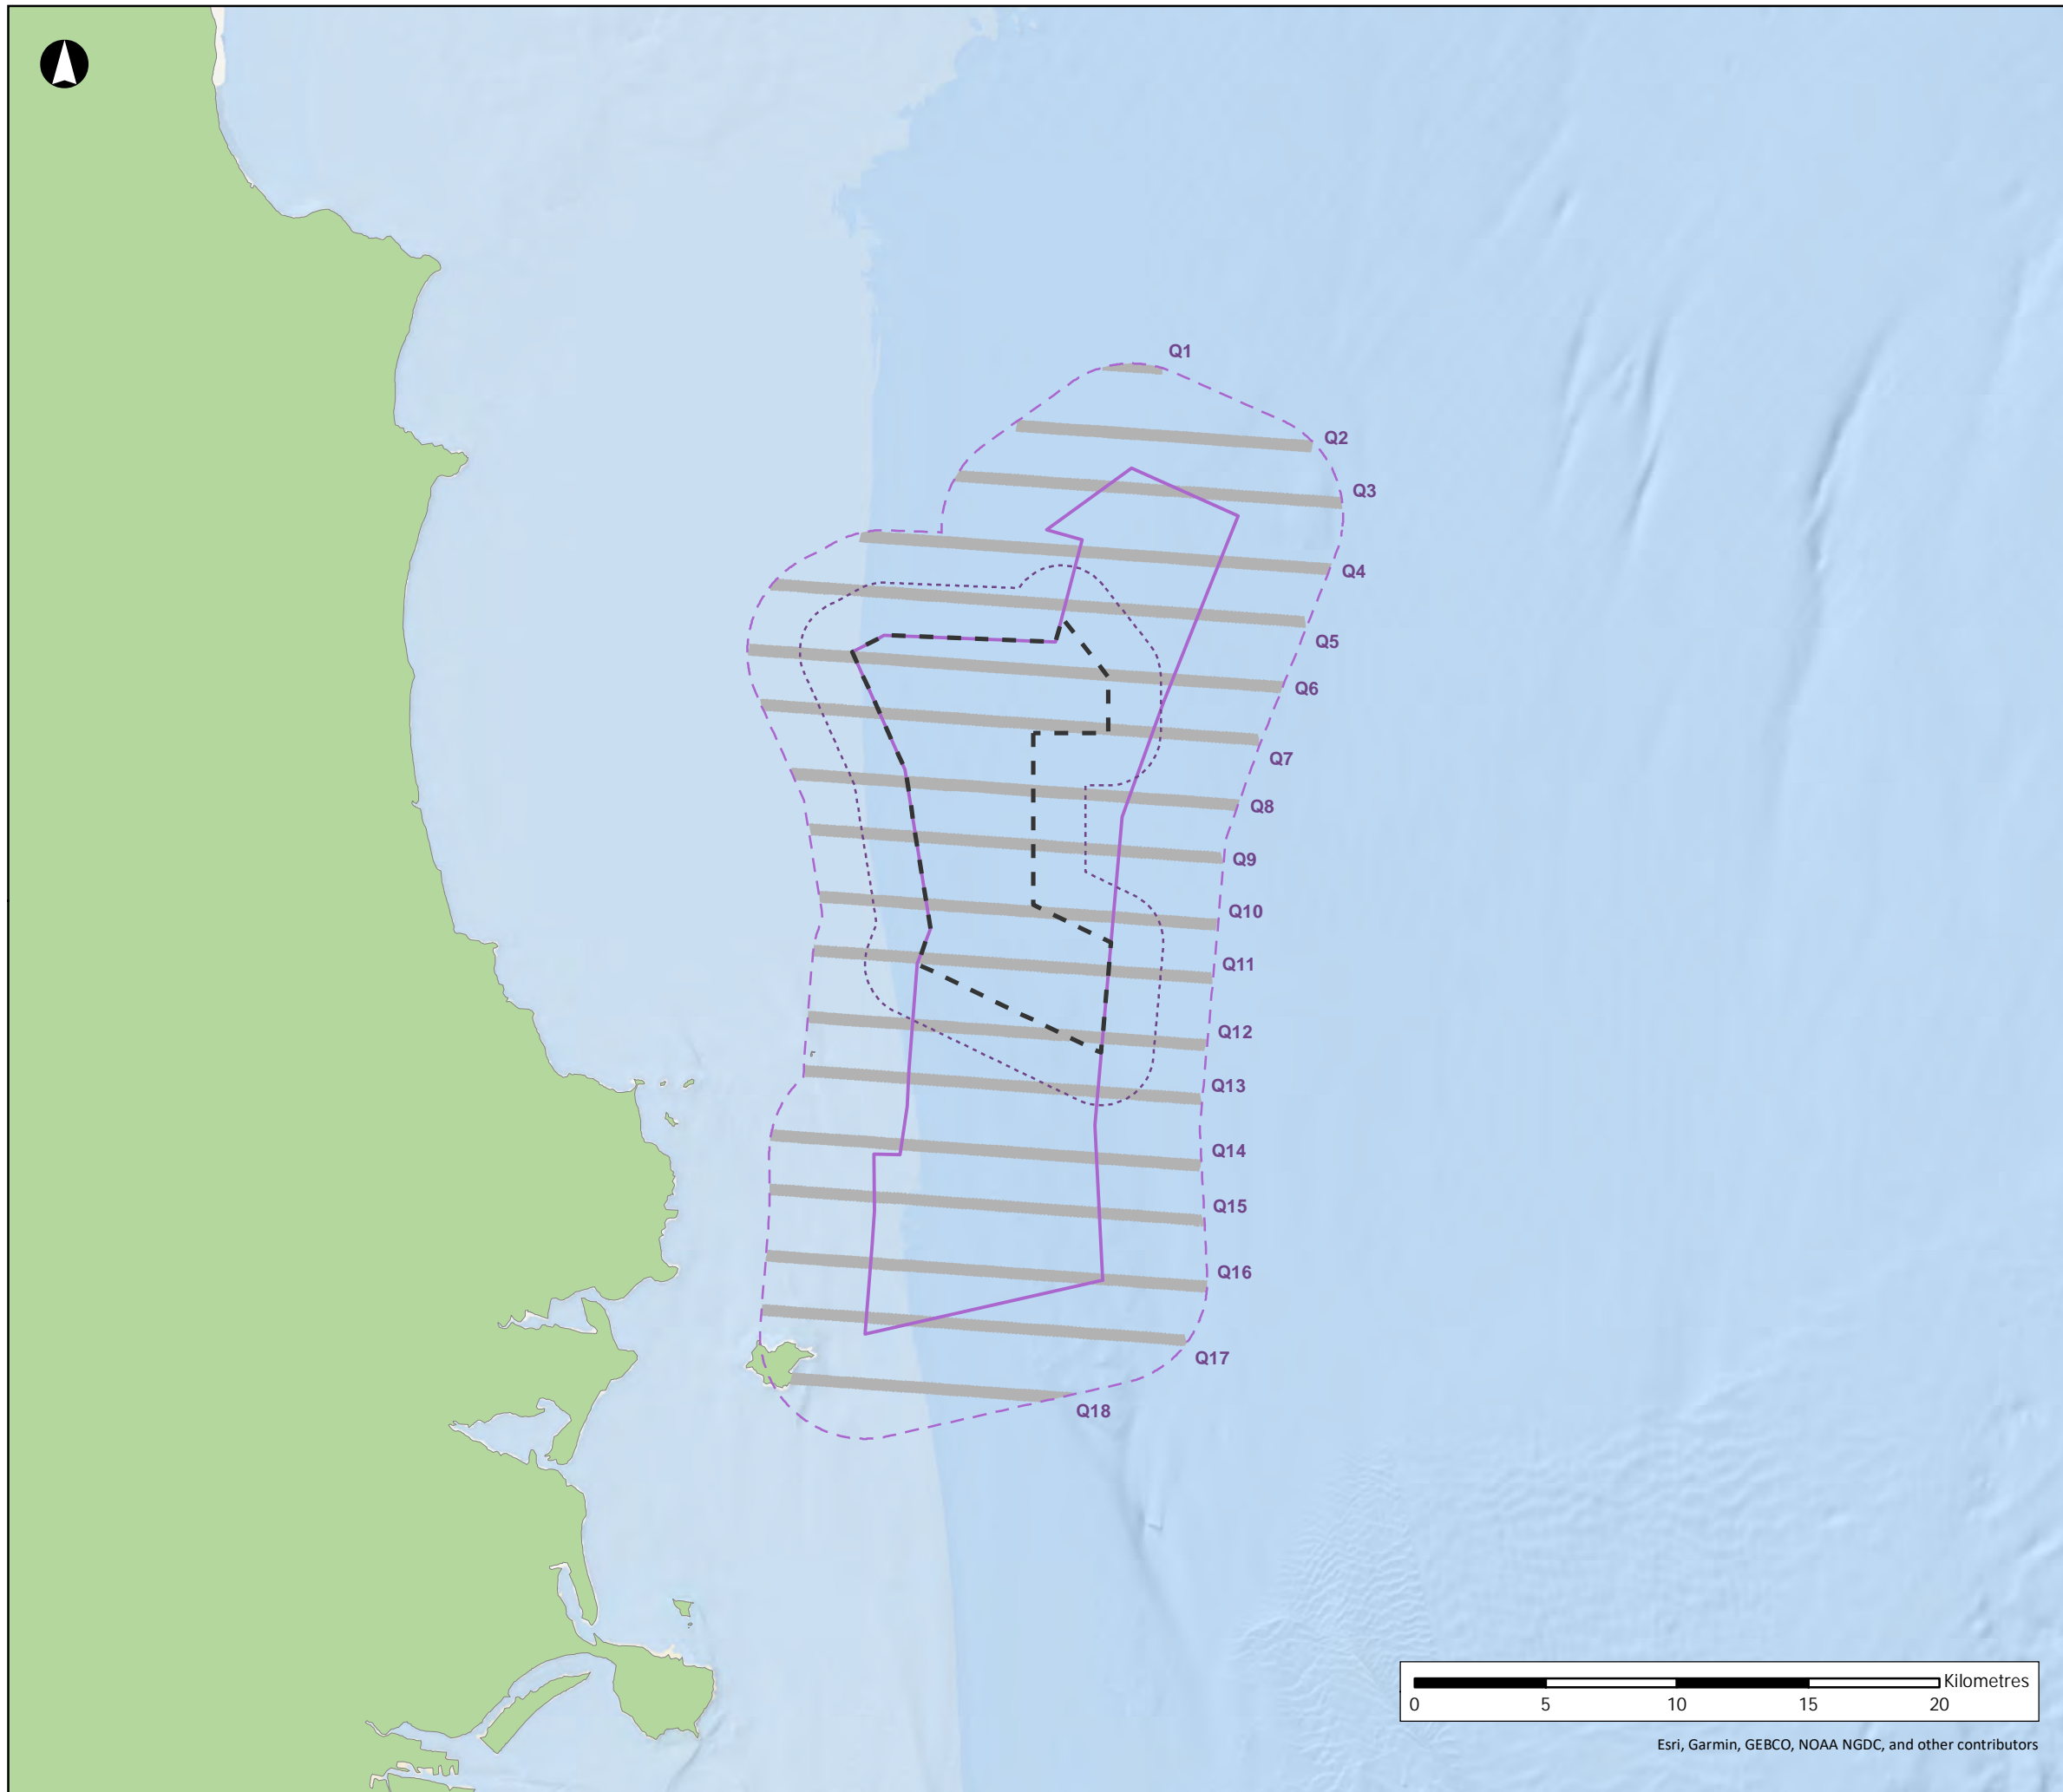 Q1
Q2
Q3
Q4
Q5
Q6
Q7
Q8
Q9
Q10
Q11
Q12
Q13
Q14
Q15
Q16
Q17
Q18
Kilometres
0 5 10 15 20
Esri, Garmin, GEBCO, NOAA NGDC, and other contributors